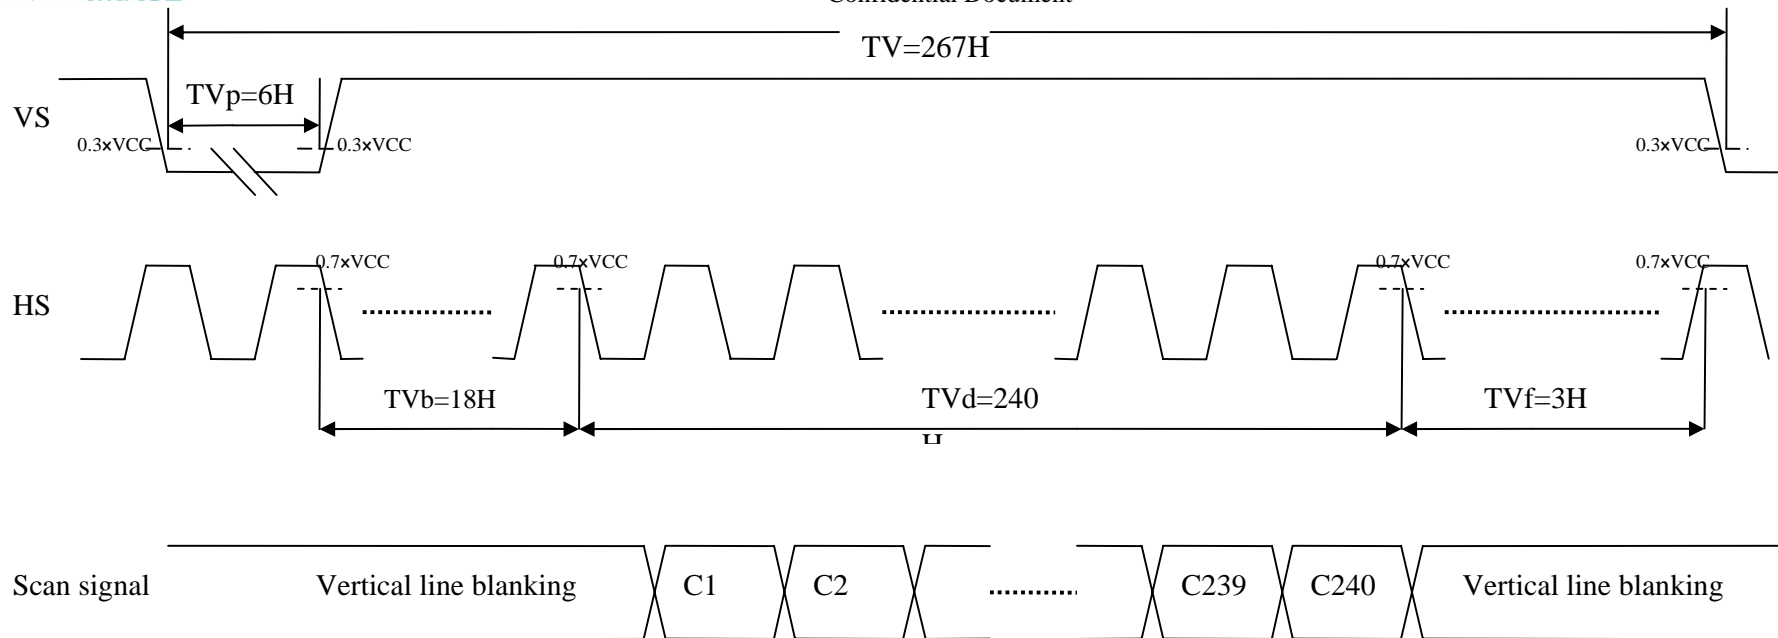 Confidential Document
TV=267H
TVp=6H
VS
0.3×VCC
0.3×VCC
0.3×VCC
0.7×VCC
0.7×VCC
0.7×VCC
0.7×VCC
HS
TVb=18H
TVd=240
H
TVf=3H
Scan signal
Vertical line blanking
C1
C2
C239
C240
Vertical line blanking